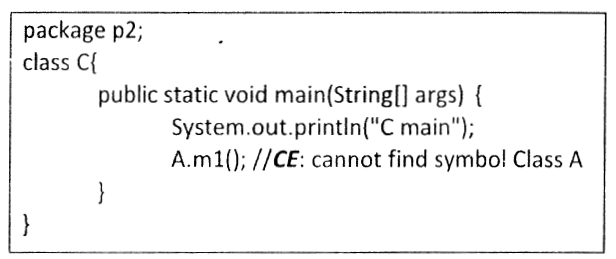 package p2;
class C{
public static void main(String[] args) {
System.out.println("C main");
A.m1(); //CE: cannot find symbol Class A
}
}